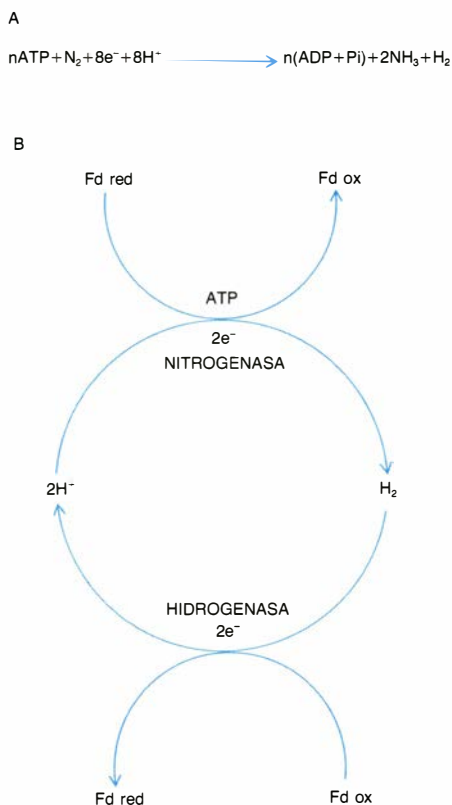 A
nATP+N₂+8e⁻+8H⁺ → n(ADP+Pi)+2NH₃+H₂
B
Fd red Fd ox
ATP
2e⁻
NITROGENASA
2H⁺ H₂
HIDROGENASA
2e⁻
Fd red Fd ox